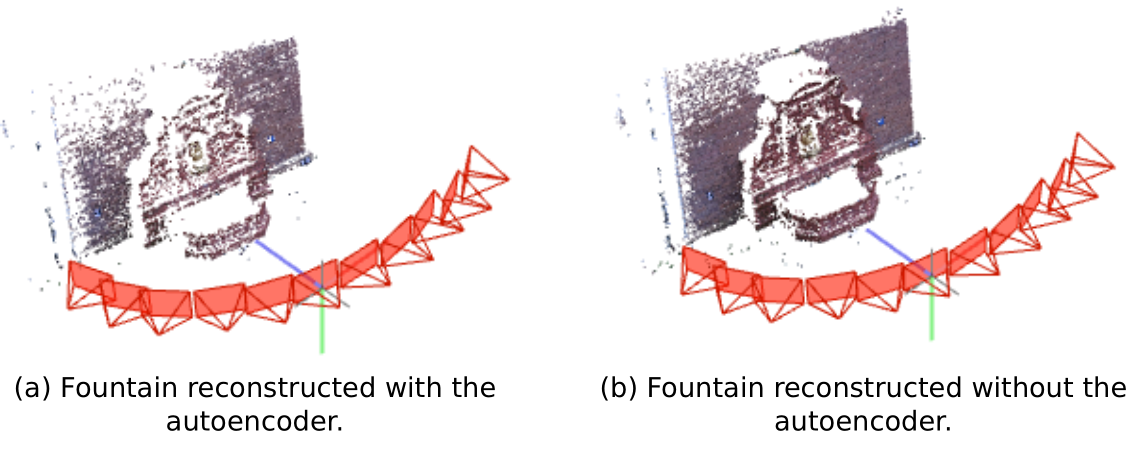 (a) Fountain reconstructed with the
autoencoder.
(b) Fountain reconstructed without the
autoencoder.